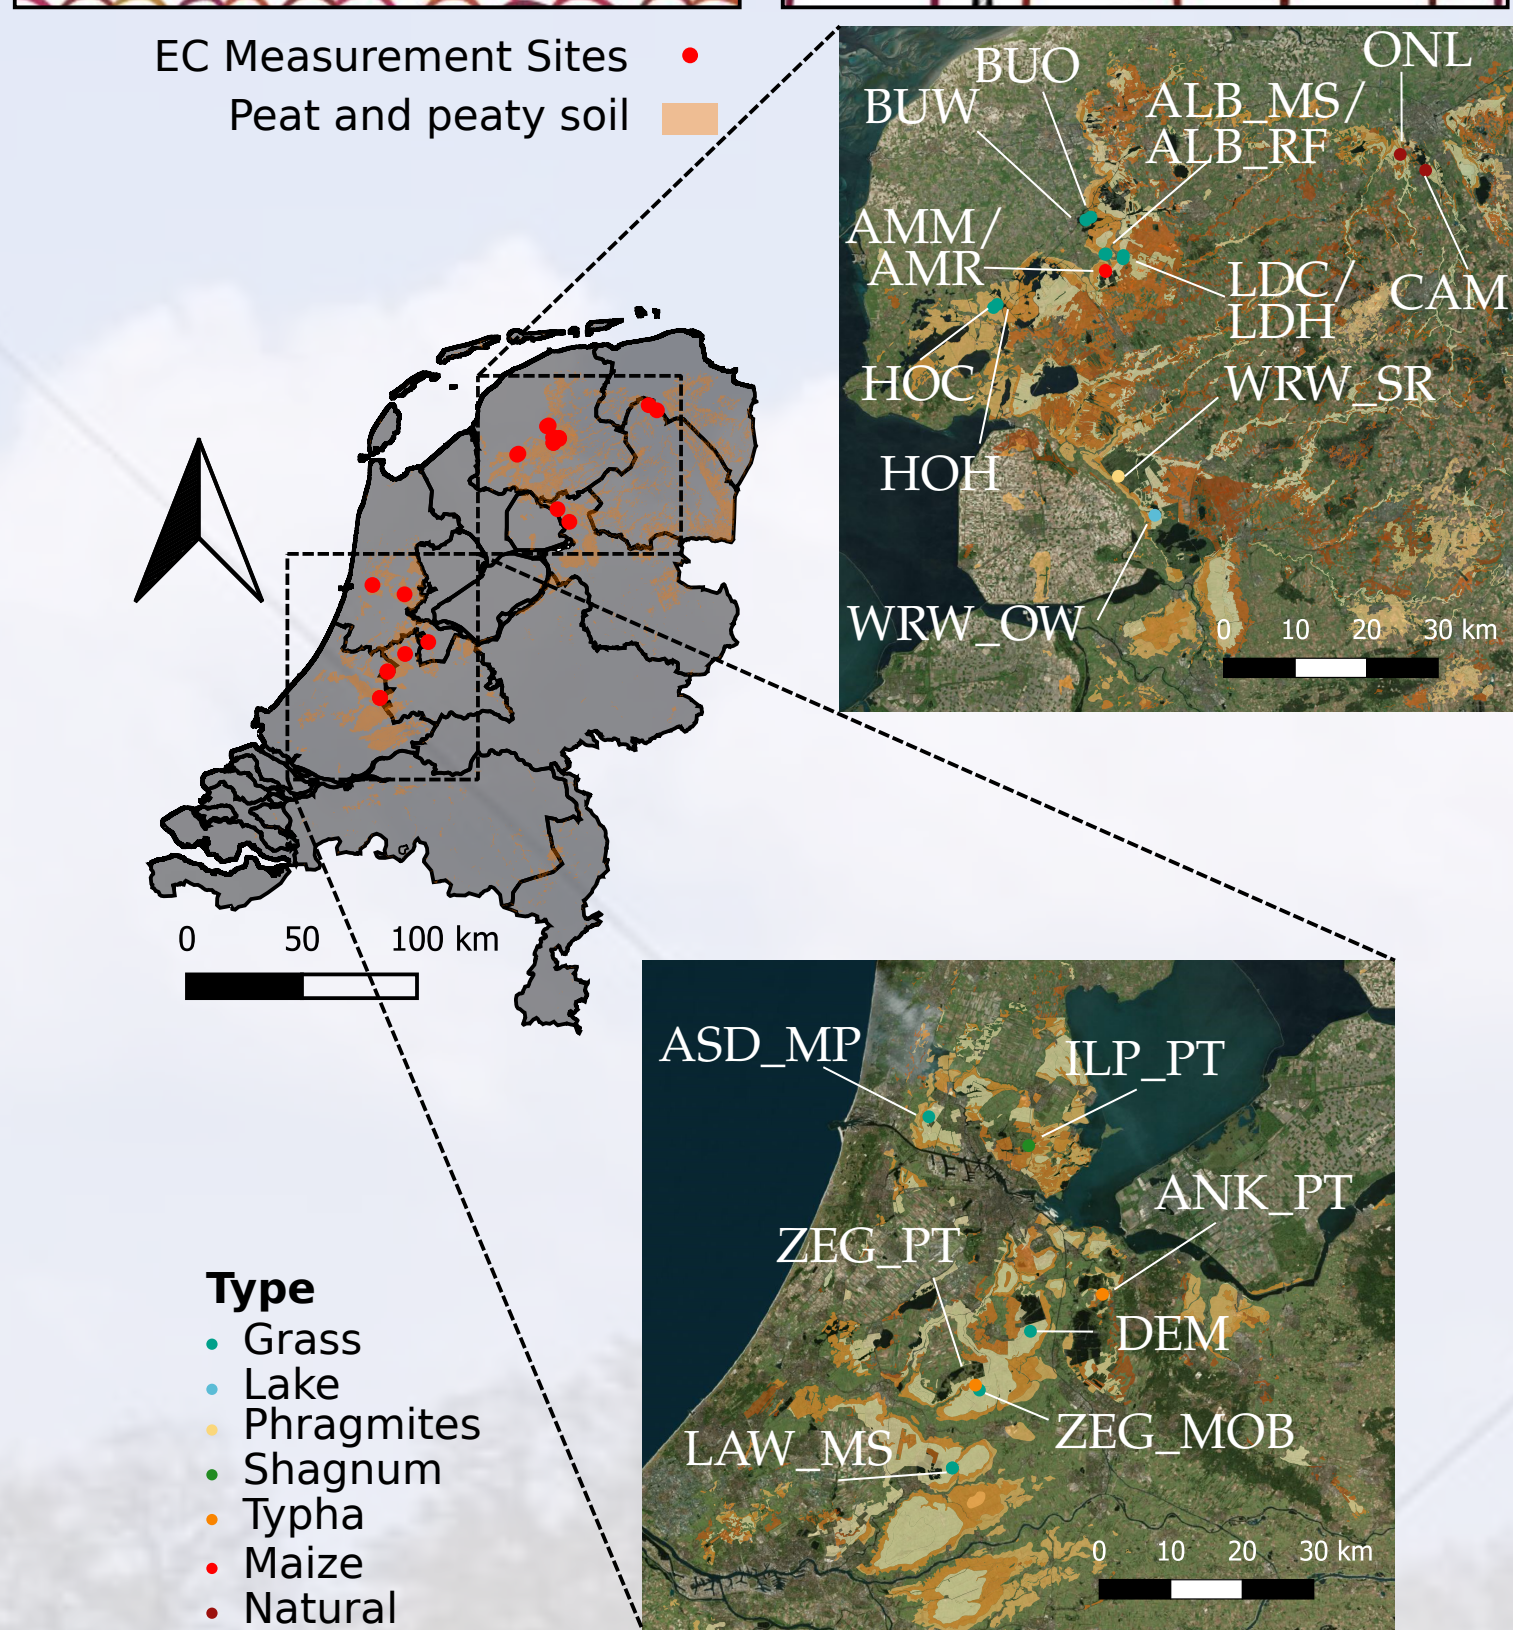 EC Measurement Sites
Peat and peaty soil
BUO
BUW
ALB_MS/
ALB_RF
ONL
AMM/
AMR
LDC/
LDH
CAM
HOC
WRW_SR
HOH
WRW_OW
0 10 20 30 km
0 50 100 km
ASD_MP
ILP_PT
ANK_PT
ZEG_PT
DEM
ZEG_MOB
LAW_MS
0 10 20 30 km
Type
Grass
Lake
Phragmites
Shagnum
Typha
Maize
Natural